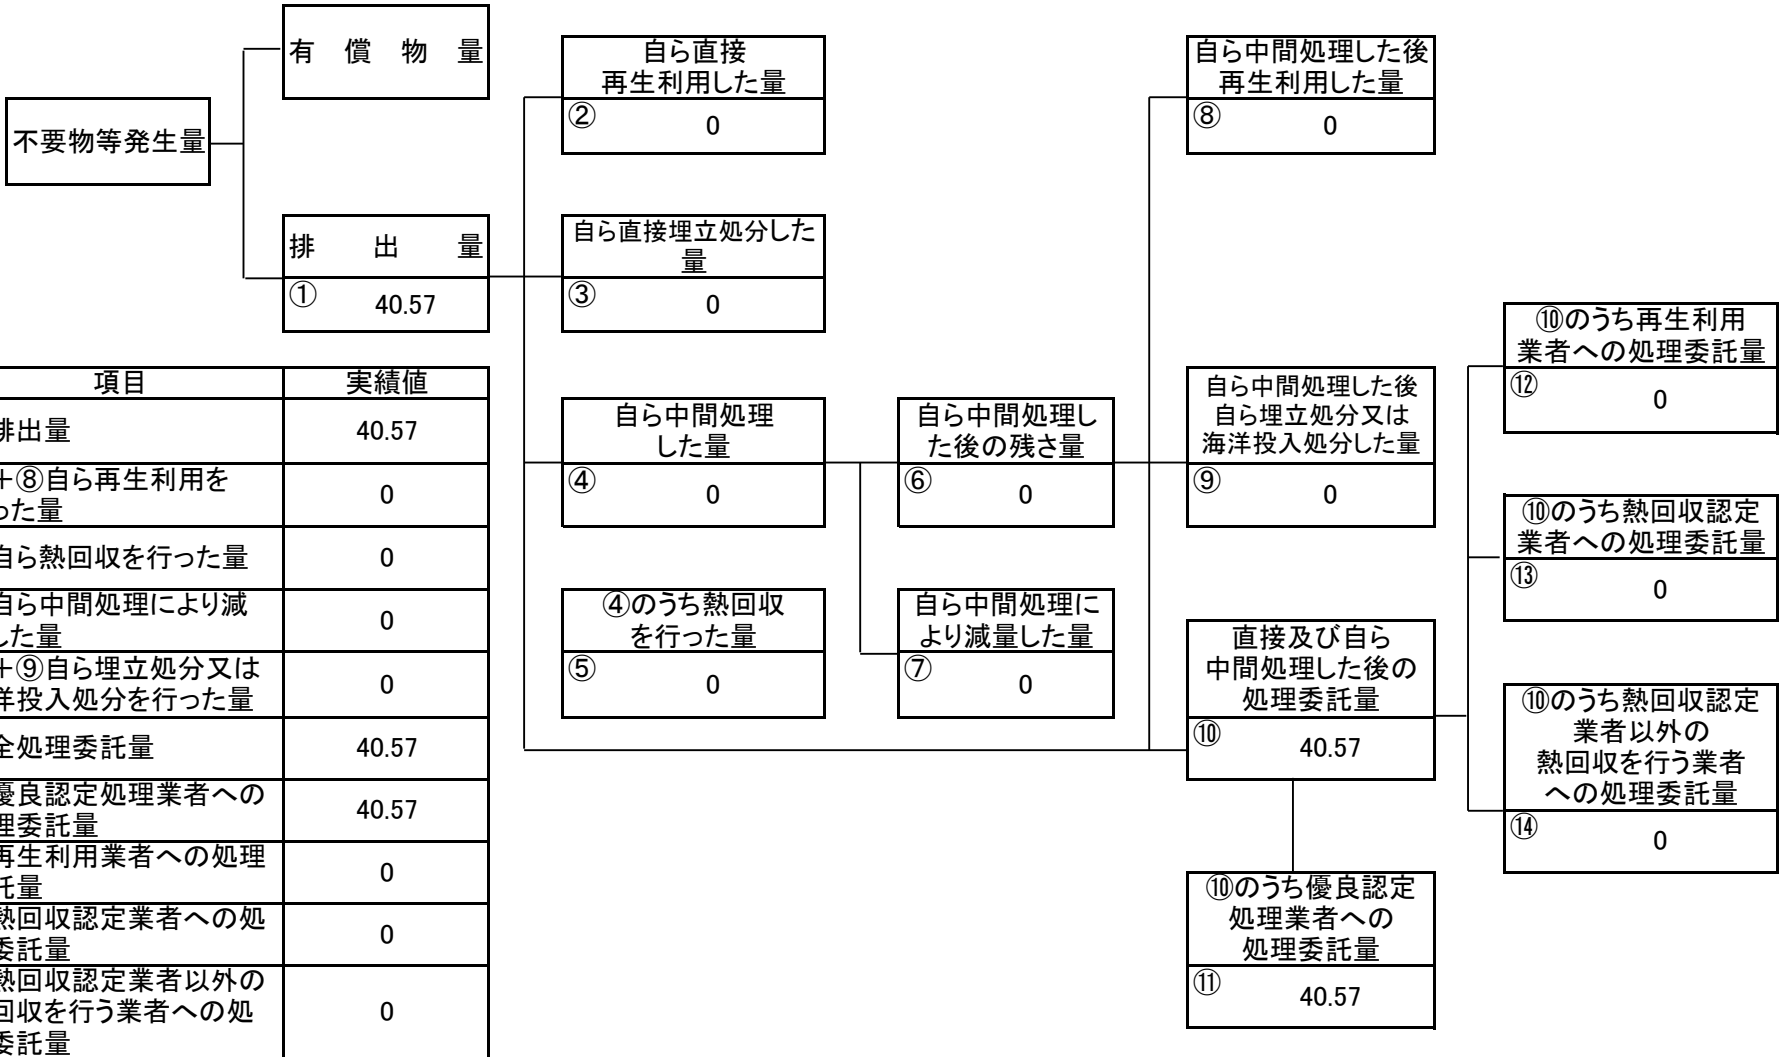 有償物量
不要物等発生量
排出量
① 40.57
自ら直接
再生利用した量
② 0
自ら直接埋立処分した
量
③ 0
自ら中間処理
した量
④ 0
④のうち熱回収
を行った量
⑤ 0
自ら中間処理し
た後の残さ量
⑥ 0
自ら中間処理に
より減量した量
⑦ 0
自ら中間処理した後
再生利用した量
⑧ 0
自ら中間処理した後
自ら埋立処分又は
海洋投入処分した量
⑨ 0
直接及び自ら
中間処理した後の
処理委託量
⑩ 40.57
⑩のうち優良認定
処理業者への
処理委託量
⑪ 40.57
⑩のうち再生利用
業者への処理委託量
⑫ 0
⑩のうち熱回収認定
業者への処理委託量
⑬ 0
⑩のうち熱回収認定
業者以外の
熱回収を行う業者
への処理委託量
⑭ 0
項目 実績値
排出量 40.57
+⑧自ら再生利用を
った量 0
自ら熱回収を行った量 0
自ら中間処理により減
した量 0
+⑨自ら埋立処分又は
洋投入処分を行った量 0
全処理委託量 40.57
優良認定処理業者への
理委託量 40.57
再生利用業者への処理
託量 0
熱回収認定業者への処
委託量 0
熱回収認定業者以外の
回収を行う業者への処
委託量 0